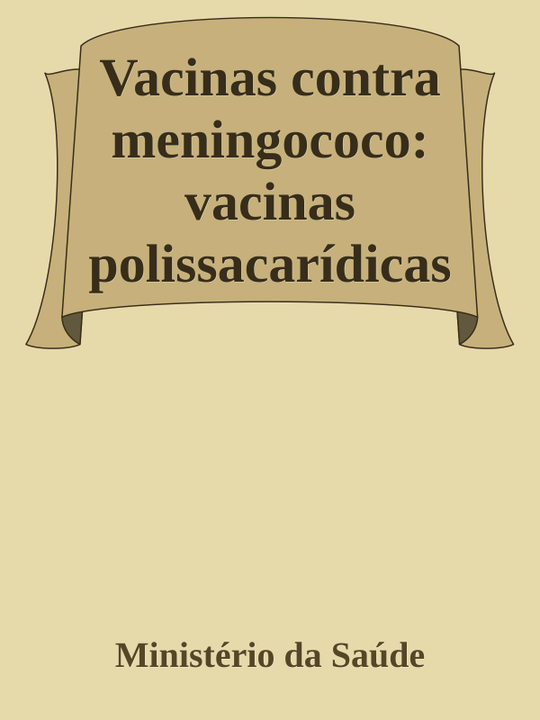 Vacinas contra
meningococo:
vacinas
polissacarídicas
Ministério da Saúde